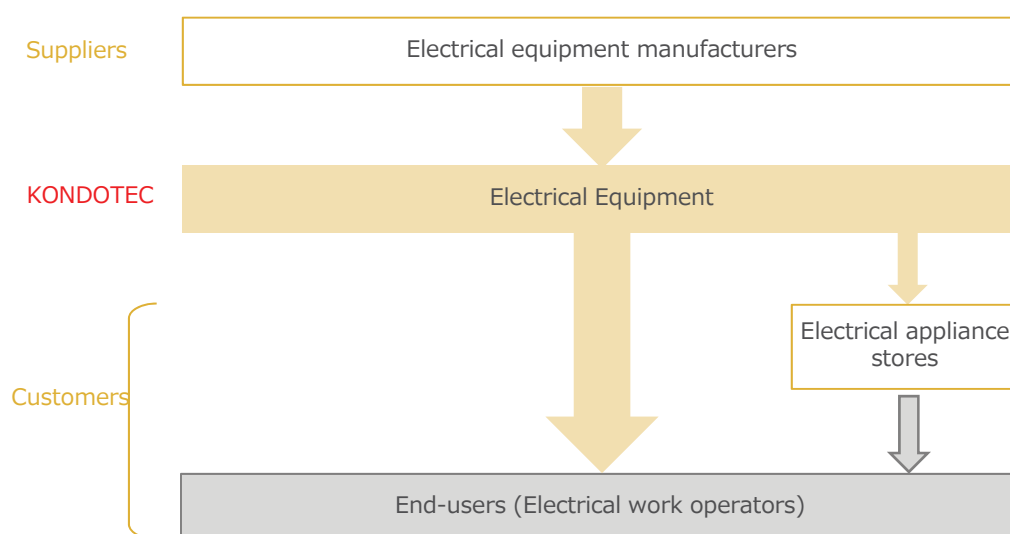 Suppliers
Electrical equipment manufacturers
KONDOTEC
Electrical Equipment
Electrical appliance
stores
Customers
End-users (Electrical work operators)